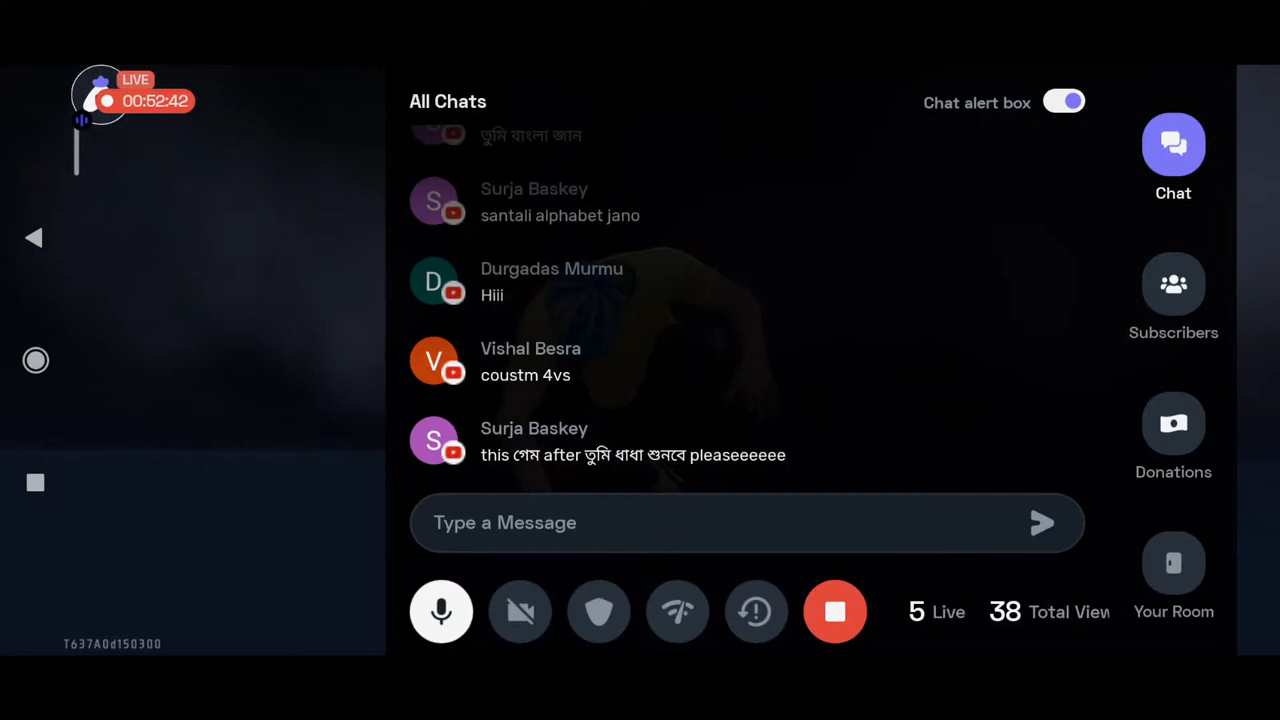 LIVE
00:52:42
All Chats
Chat alert box
তুমি বাংলা জান
Chat
Surja Baskey
santali alphabet jano
Durgadas Murmu
Hiii
Subscribers
Vishal Besra
coustm 4vs
Surja Baskey
this গেম after তুমি ধাধা শুনবে pleaseeeeee
Donations
Type a Message
5 Live
38 Total View
Your Room
T637A0d150300